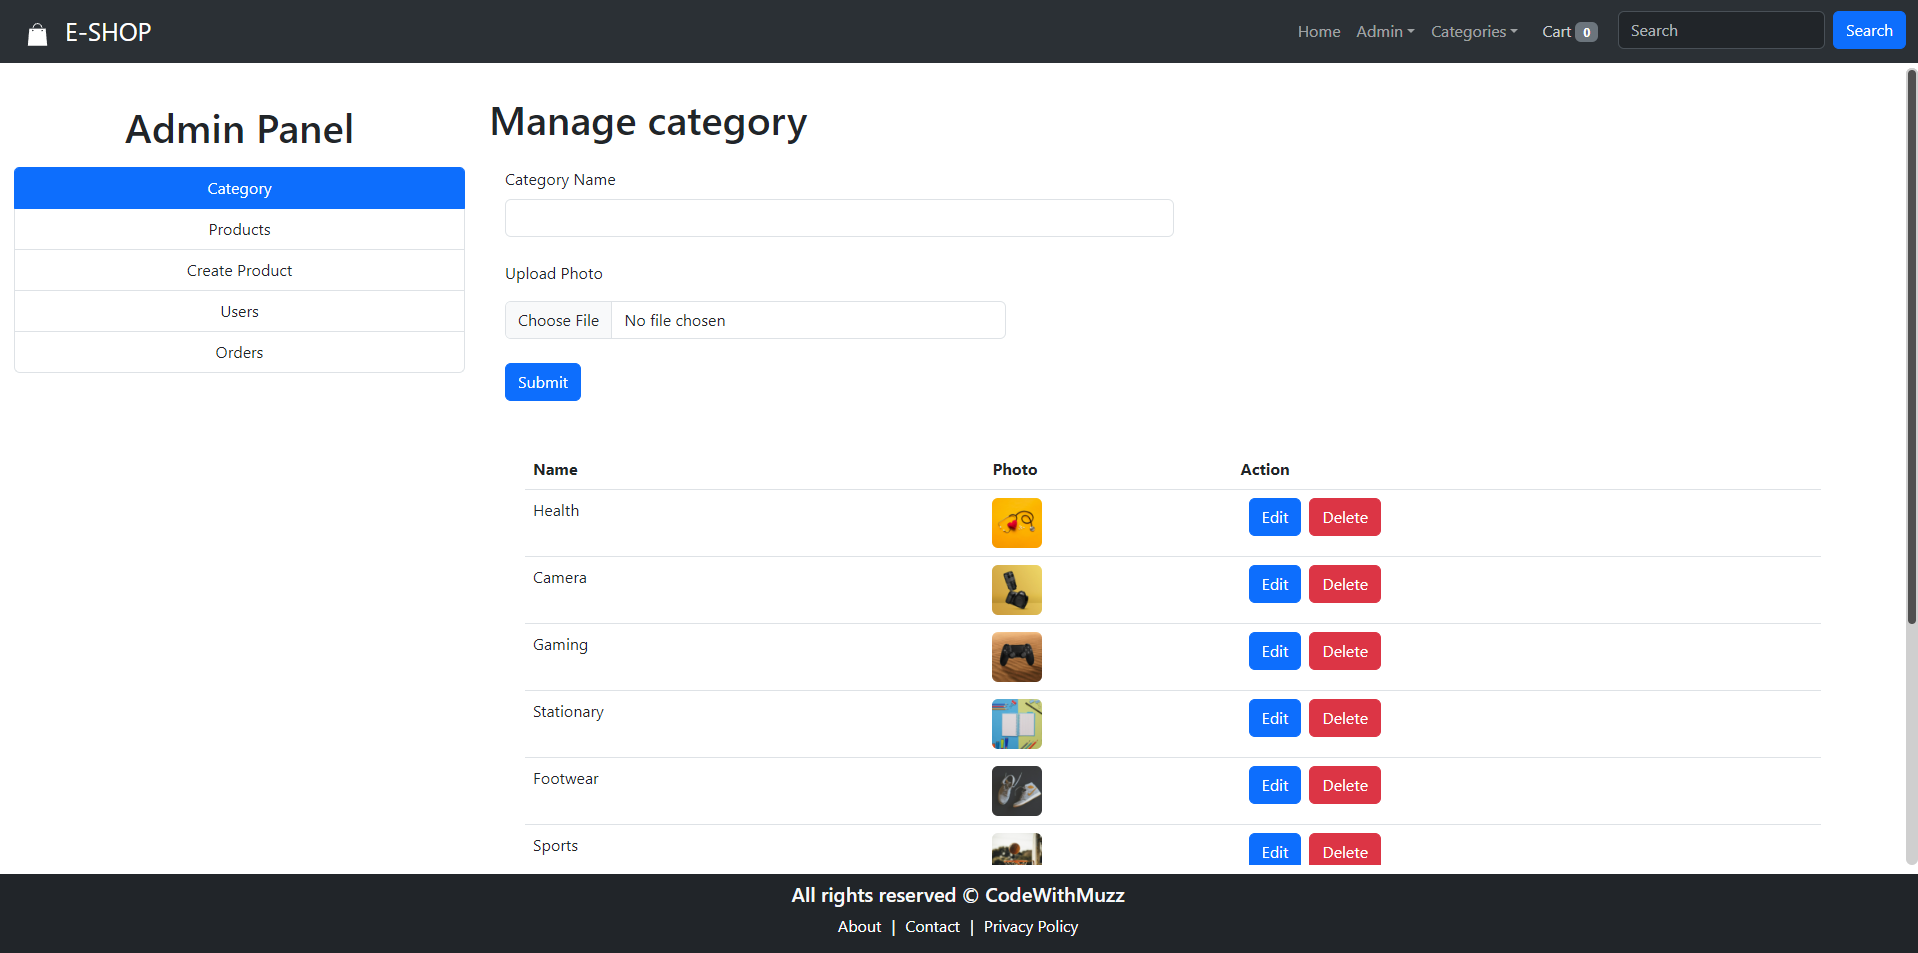 E-SHOP Home Admin Categories Cart 0 Search Search
Admin Panel
Category
Products
Create Product
Users
Orders
Manage category
Category Name
Upload Photo
Choose File No file chosen
Submit
Name Photo Action
Health Edit Delete
Camera Edit Delete
Gaming Edit Delete
Stationary Edit Delete
Footwear Edit Delete
Sports Edit Delete
All rights reserved © CodeWithMuzz
About | Contact | Privacy Policy